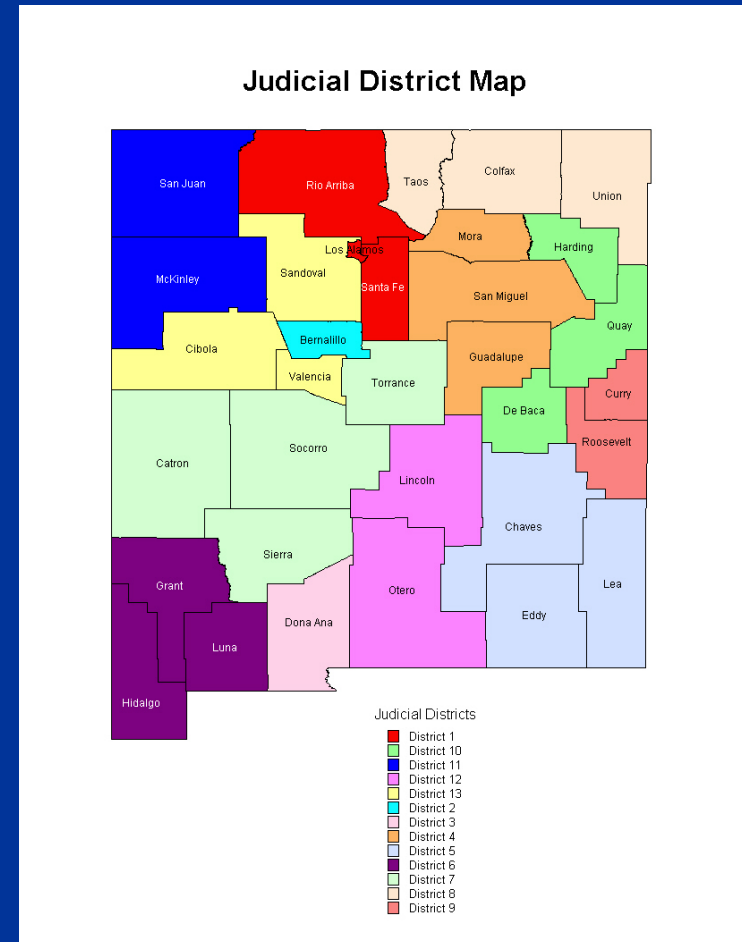 Judicial District Map
San Juan
Rio Arriba
Taos
Colfax
Union
Mora
Harding
Los Alamos
McKinley
Sandoval
Santa Fe
San Miguel
Quay
Cibola
Bernalillo
Guadalupe
Valencia
Torrance
Curry
De Baca
Roosevelt
Socorro
Catron
Lincoln
Chaves
Sierra
Grant
Otero
Lea
Dona Ana
Eddy
Luna
Hidalgo
Judicial Districts
District 1
District 10
District 11
District 12
District 13
District 2
District 3
District 4
District 5
District 6
District 7
District 8
District 9